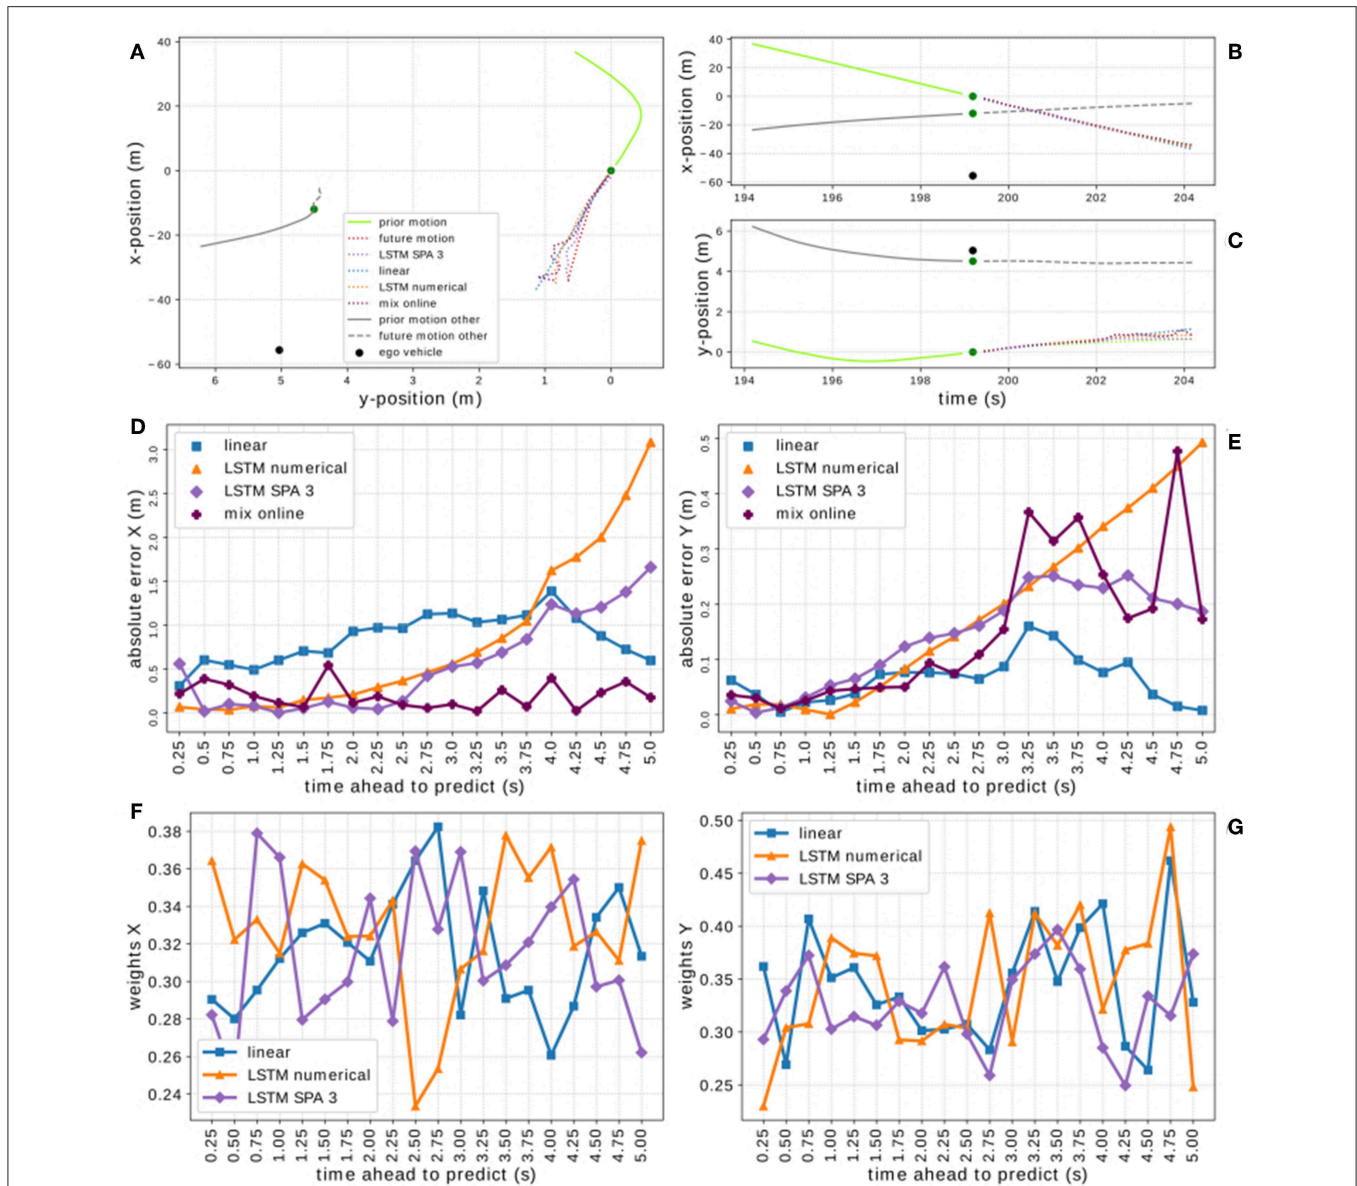 A
40
20
0
−20
−40
−60
x-position (m)
6
5
4
3
2
1
0
y-position (m)
prior motion
future motion
LSTM SPA 3
linear
LSTM numerical
mix online
prior motion other
future motion other
ego vehicle
B
40
20
0
−20
−40
−60
x-position (m)
194
196
198
200
202
204
C
6
4
2
0
y-position (m)
194
196
198
200
202
204
time (s)
D
linear
LSTM numerical
LSTM SPA 3
mix online
3.0
2.5
2.0
1.5
1.0
0.5
0.0
absolute error X (m)
0.25 0.5 0.75 1.0 1.25 1.5 1.75 2.0 2.25 2.5 2.75 3.0 3.25 3.5 3.75 4.0 4.25 4.5 4.75 5.0
time ahead to predict (s)
E
linear
LSTM numerical
LSTM SPA 3
mix online
0.5
0.4
0.3
0.2
0.1
0.0
absolute error Y (m)
0.25 0.5 0.75 1.0 1.25 1.5 1.75 2.0 2.25 2.5 2.75 3.0 3.25 3.5 3.75 4.0 4.25 4.5 4.75 5.0
time ahead to predict (s)
F
0.38
0.36
0.34
0.32
0.30
0.28
0.26
0.24
weights X
linear
LSTM numerical
LSTM SPA 3
0.25 0.50 0.75 1.00 1.25 1.50 1.75 2.00 2.25 2.50 2.75 3.00 3.25 3.50 3.75 4.00 4.25 4.50 4.75 5.00
time ahead to predict (s)
G
0.50
0.45
0.40
0.35
0.30
0.25
weights Y
linear
LSTM numerical
LSTM SPA 3
0.25 0.50 0.75 1.00 1.25 1.50 1.75 2.00 2.25 2.50 2.75 3.00 3.25 3.50 3.75 4.00 4.25 4.50 4.75 5.00
time ahead to predict (s)